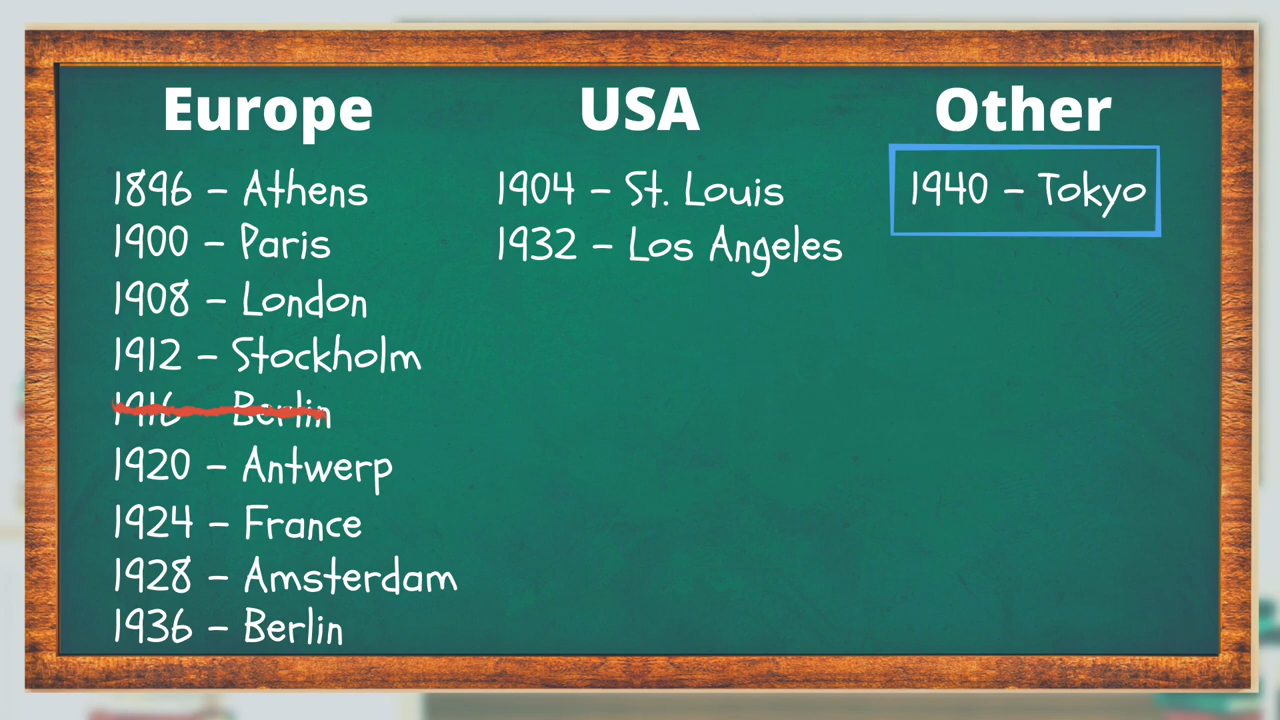 Europe
1896 – Athens
1900 – Paris
1908 – London
1912 – Stockholm
1916 – Berlin
1920 – Antwerp
1924 – France
1928 – Amsterdam
1936 – Berlin
USA
1904 – St. Louis
1932 – Los Angeles
Other
1940 – Tokyo